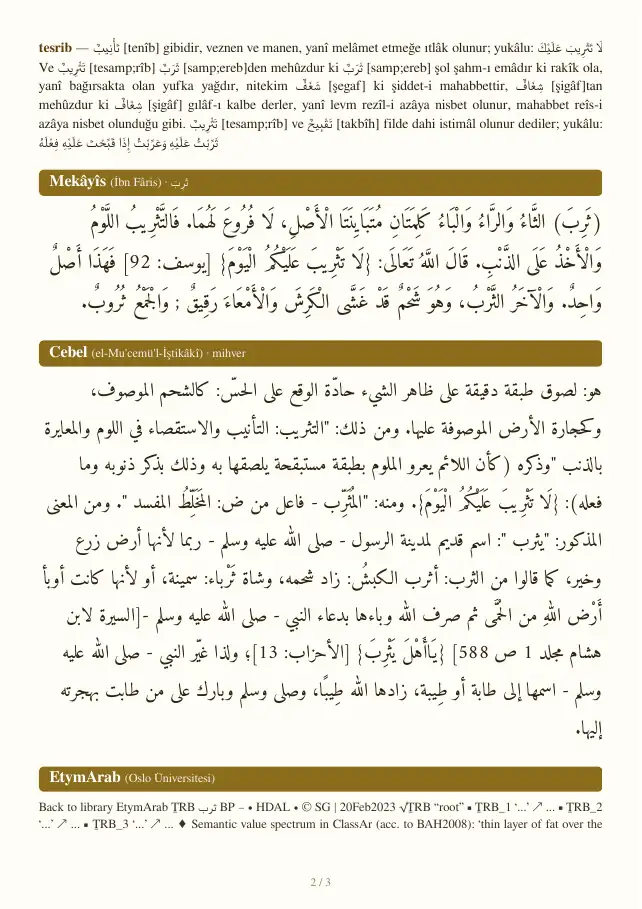 tesrib — تَأْنِيبٌ [tenîb] gibidir, veznen ve manen, yanî melâmet etmeğe ıtlâk olunur; yukâlu: لَا تَثْرِيبَ عَلَيْكَ
Ve تَثْرِيبٌ [tesamp;rîb] ثَرَبٌ [samp;ereb]den mehûzdur ki ثَرَبٌ [samp;ereb] şol şahm-ı emâdır ki rakîk ola,
yanî bağırsakta olan yufka yağdır, nitekim شَغَفٌ [şegaf] ki şiddet-i mahabbettir, شِغَافٌ [şigâf]tan
mehûzdur ki شِغَافٌ [şigâf] gılâf-ı kalbe derler, yanî levm rezîl-i azâya nisbet olunur, mahabbet reîs-i
azâya nisbet olunduğu gibi. تَثْرِيبٌ [tesamp;rîb] ve تَقْبِيحٌ [takbîh] filde dahi istimâl olunur dediler; yukâlu:
ثَرَّبْتُ عَلَيْهِ وَعَرَّبْتُ إِذَا قَبَّحْتَ عَلَيْهِ فِعْلَهُ
Mekâyîs (İbn Fâris) · ثرب
(ثَرِبَ) الثَّاءُ وَالرَّاءُ وَالْبَاءُ كَلِمَتَانِ مُتَبَايِنَتَا الْأَصْلِ، لَا فُرُوعَ لَهُمَا. فَالتَّثْرِيبُ اللَّوْمُ
وَالْأَخْذُ عَلَى الذَّنْبِ. قَالَ اللَّهُ تَعَالَى: {لَا تَثْرِيبَ عَلَيْكُمُ الْيَوْمَ} [يوسف: 92] فَهَذَا أَصْلٌ
وَاحِدٌ. وَالْآخَرُ الثَّرْبُ، وَهُوَ شَحْمٌ قَدْ غَشَّى الْكَرِشَ وَالْأَمْعَاءَ رَقِيقٌ ; وَالْجَمْعُ ثُرُوبٌ.
Cebel (el-Mu'cemü'l-İştikâkî) · mihver
هو: لصوق طبقة دقيقة على ظاهر الشيء حادّة الوقع على الحسّ: كالشحم الموصوف،
وكحجارة الأرض الموصوفة عليها. ومن ذلك: "التثريب: التأنيب والاستقصاء في اللوم والمعايرة
بالذنب "وذكره (كأن اللائم يعرو الملوم بطبقة مستبقحة يلصقها به وذلك بذكر ذنوبه وما
فعله): {لَا تَثْرِيبَ عَلَيْكُمُ الْيَوْمَ}. ومنه: "المُثَرِّب - فاعل من ض: المُخَلِّطُ المفسد ". ومن المعنى
المذكور: "يثرب ": اسم قديم لمدينة الرسول - صلى الله عليه وسلم - ربما لأنها أرض زرع
وخير، كما قالوا من الثرب: أثرب الكبشُ: زاد شحمه، وشاة ثَرْباء: سمينة، أو لأنها كانت أوبأ
أَرْض اللهِ من الحُمَّى ثم صرف الله وباءها بدعاء النبي - صلى الله عليه وسلم -[السيرة لابن
هشام مجلد 1 ص 588] {يَاأَهْلَ يَثْرِبَ} [الأحزاب: 13]؛ ولذا غيّر النبي - صلى الله عليه
وسلم - اسمها إلى طابة أو طِيبة، زادها الله طِيبًا، وصلى وسلم وبارك على من طابت بهجرته
إليها.
EtymArab (Oslo Üniversitesi)
Back to library EtymArab ṮRB ثرب BP – • HDAL • © SG | 20Feb2023 √ṮRB “root” ▪ ṮRB_1 ‘...’ ↗ ... ▪ ṮRB_2
‘...’ ↗ ... ▪ ṮRB_3 ‘...’ ↗ ... ♦ Semantic value spectrum in ClassAr (acc. to BAH2008): ‘thin layer of fat over the
2 / 3